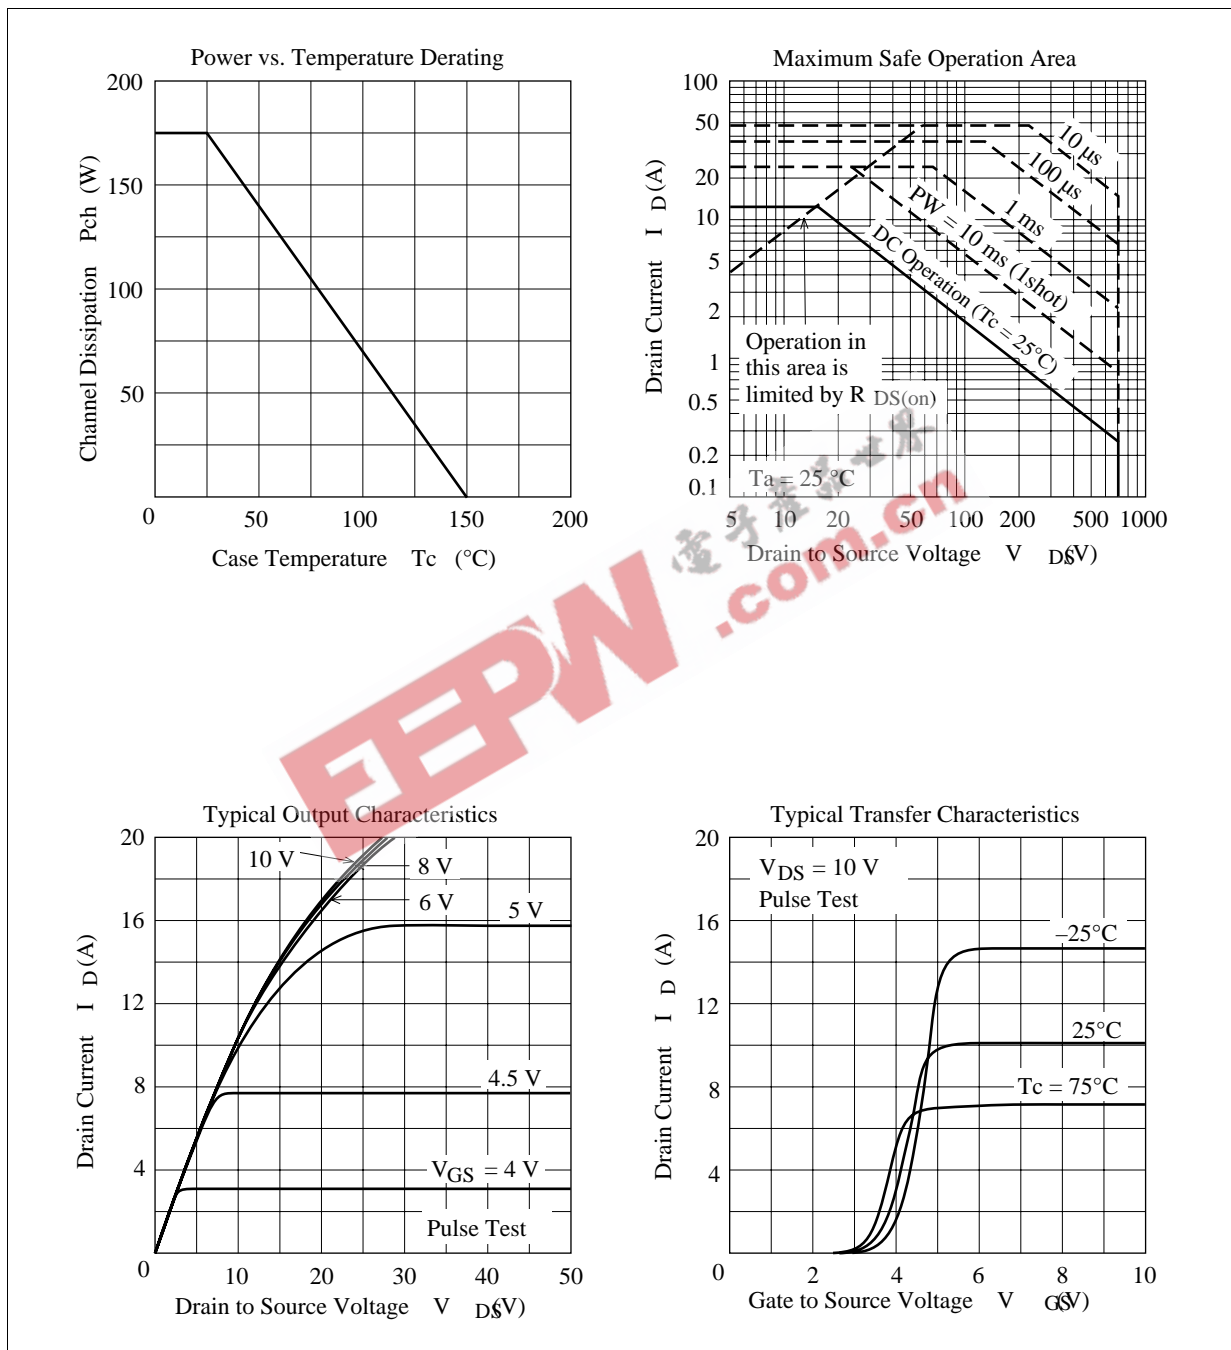 Power vs. Temperature Derating
200
150
100
50
0
50
100
150
200
Channel Dissipation Pch (W)
Case Temperature Tc (°C)
Maximum Safe Operation Area
100
50
20
10
5
2
1
0.5
0.2
0.1
5
10
20
50
100
200
500
1000
Drain Current I D (A)
10 µs
100 µs
1 ms
PW = 10 ms (1shot)
DC Operation (Tc = 25°C)
Operation in
this area is
limited by R DS(on)
Ta = 25 °C
Drain to Source Voltage V DS (V)
電子產品世界
EEPW
.com.cn
Typical Output Characteristics
20
16
12
8
4
0
10
20
30
40
50
Drain Current I D (A)
10 V
8 V
6 V
5 V
4.5 V
VGS = 4 V
Pulse Test
Drain to Source Voltage V DS (V)
Typical Transfer Characteristics
20
16
12
8
4
0
2
4
6
8
10
Drain Current I D (A)
VDS = 10 V
Pulse Test
–25°C
25°C
Tc = 75°C
Gate to Source Voltage V GS (V)